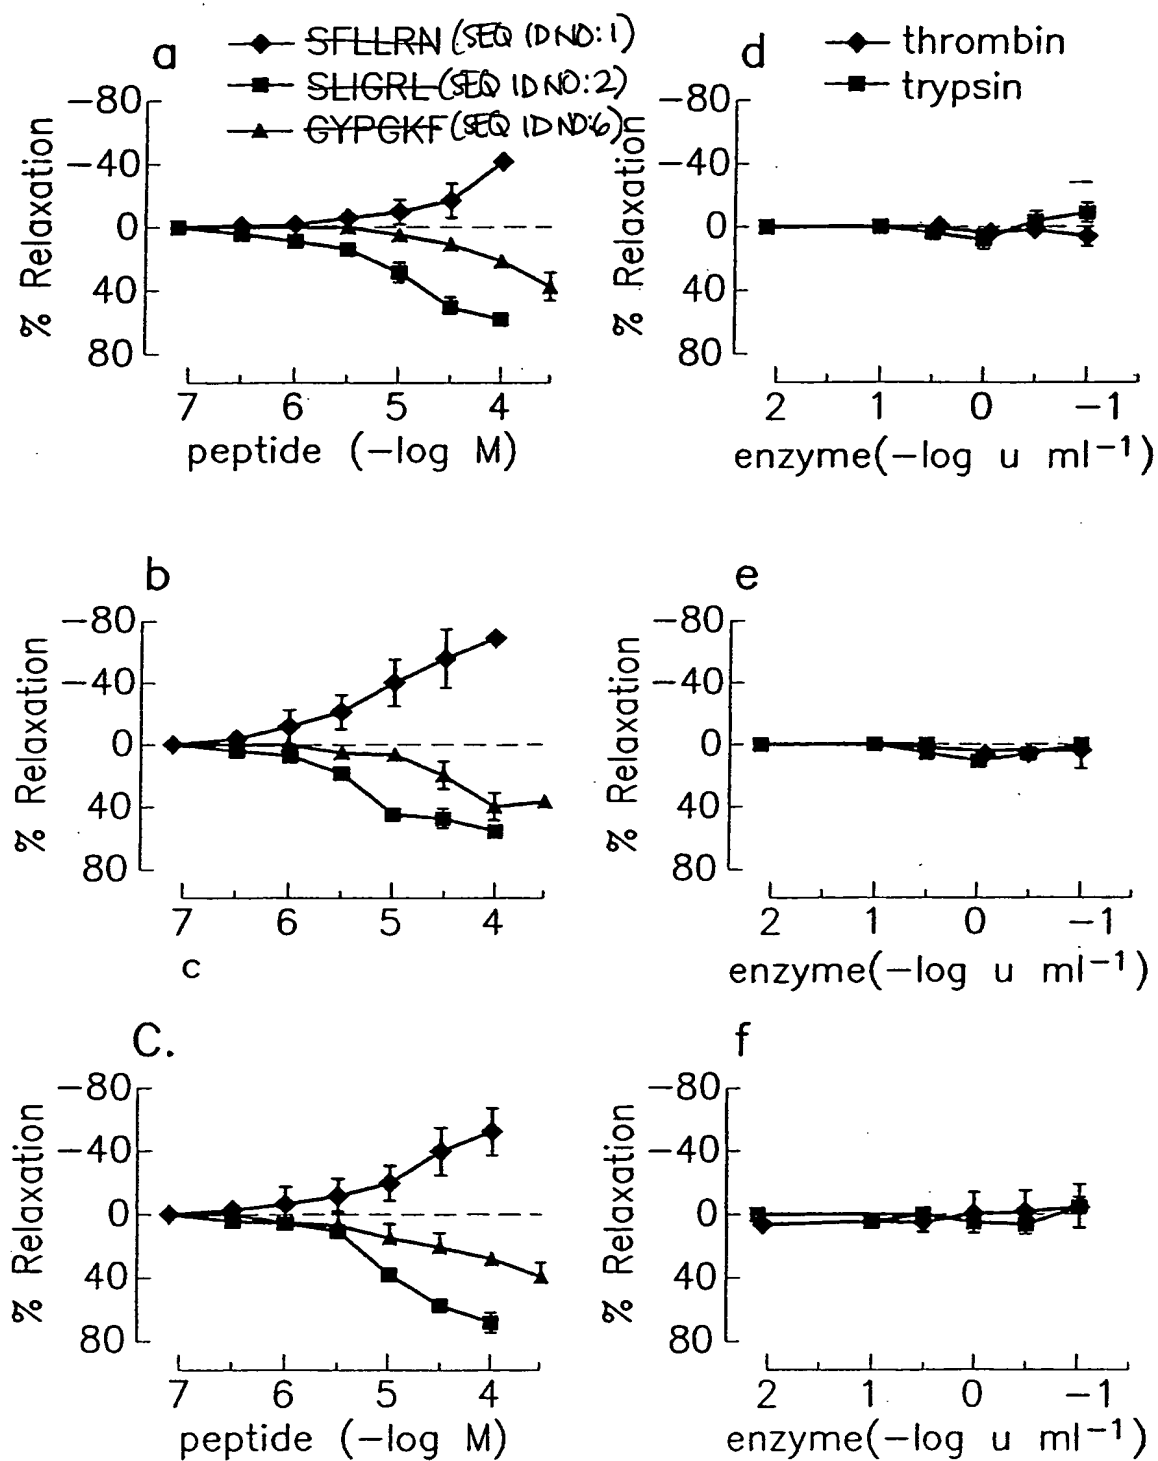 a
SFLLRN (SEQ ID NO:1)
SLIGRL (SEQ ID NO:2)
GYPGKF (SEQ ID NO:6)
% Relaxation
-80
-40
0
40
80
7 6 5 4
peptide (-log M)
d
thrombin
trypsin
% Relaxation
-80
-40
0
40
80
2 1 0 -1
enzyme(-log u ml⁻¹)
b
% Relaxation
-80
-40
0
40
80
7 6 5 4
c
e
% Relaxation
-80
-40
0
40
80
2 1 0 -1
enzyme(-log u ml⁻¹)
C.
% Relaxation
-80
-40
0
40
80
7 6 5 4
peptide (-log M)
f
% Relaxation
-80
-40
0
40
80
2 1 0 -1
enzyme(-log u ml⁻¹)